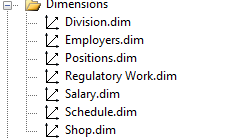 Dimensions
Division.dim
Employers.dim
Positions.dim
Regulatory Work.dim
Salary.dim
Schedule.dim
Shop.dim